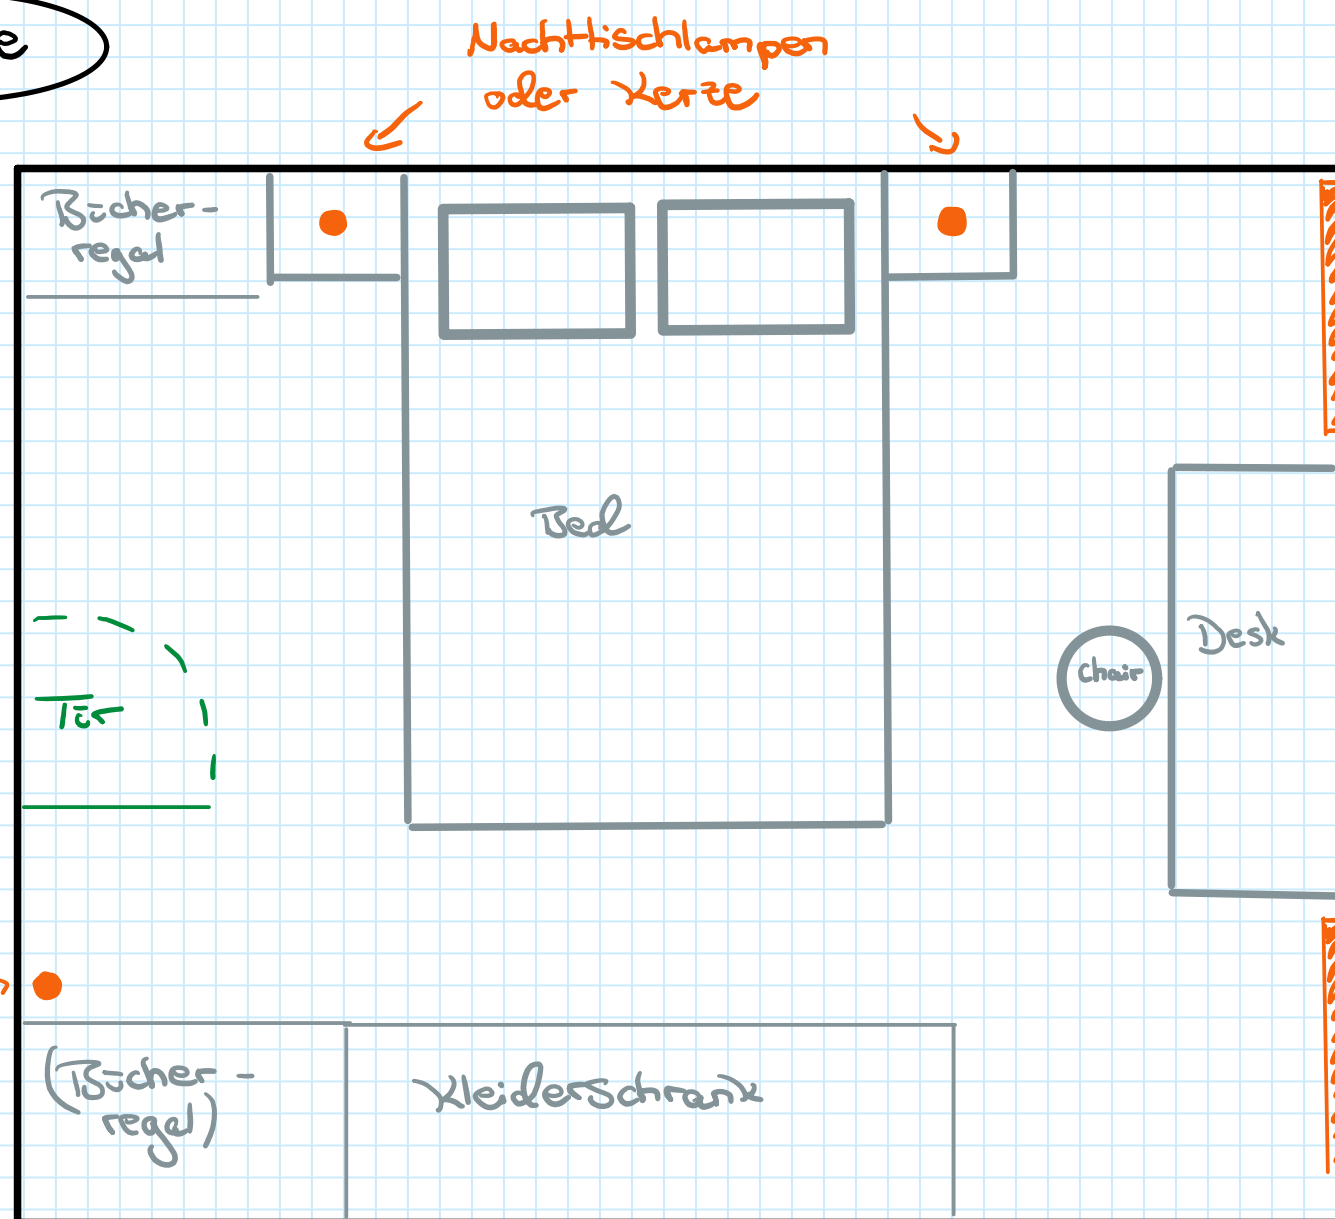 Nachttischlampen
oder Kerze
Bücher-
regal
Bed
Desk
Chair
Tür
(Bücher-
regal)
Kleiderschrank